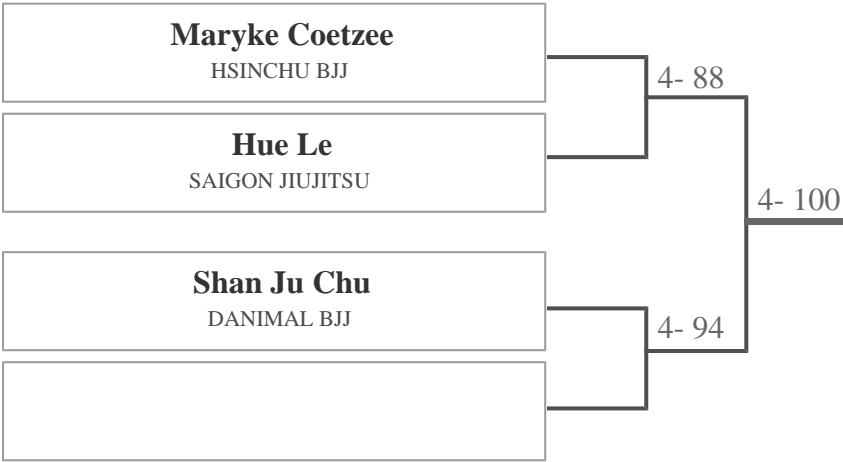 Maryke Coetzee
HSINCHU BJJ
4- 88
Hue Le
SAIGON JIUJITSU
4- 100
Shan Ju Chu
DANIMAL BJJ
4- 94